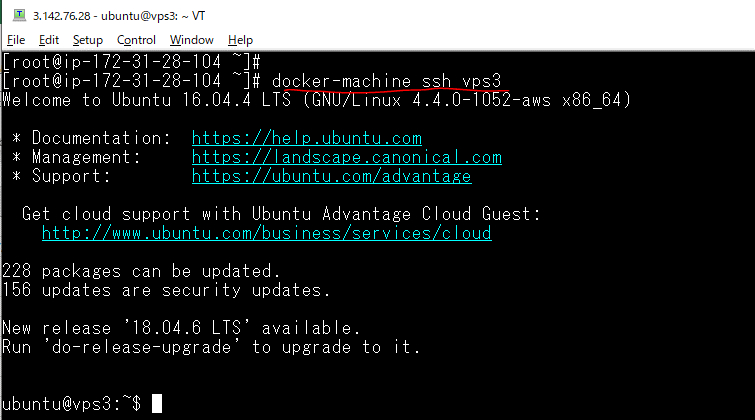 3.142.76.28 - ubuntu@vps3: ~ VT
File Edit Setup Control Window Help
[root@ip-172-31-28-104 ~]#
[root@ip-172-31-28-104 ~]# docker-machine ssh vps3
Welcome to Ubuntu 16.04.4 LTS (GNU/Linux 4.4.0-1052-aws x86_64)
* Documentation: https://help.ubuntu.com
* Management: https://landscape.canonical.com
* Support: https://ubuntu.com/advantage
Get cloud support with Ubuntu Advantage Cloud Guest:
http://www.ubuntu.com/business/services/cloud
228 packages can be updated.
156 updates are security updates.
New release '18.04.6 LTS' available.
Run 'do-release-upgrade' to upgrade to it.
ubuntu@vps3:~$